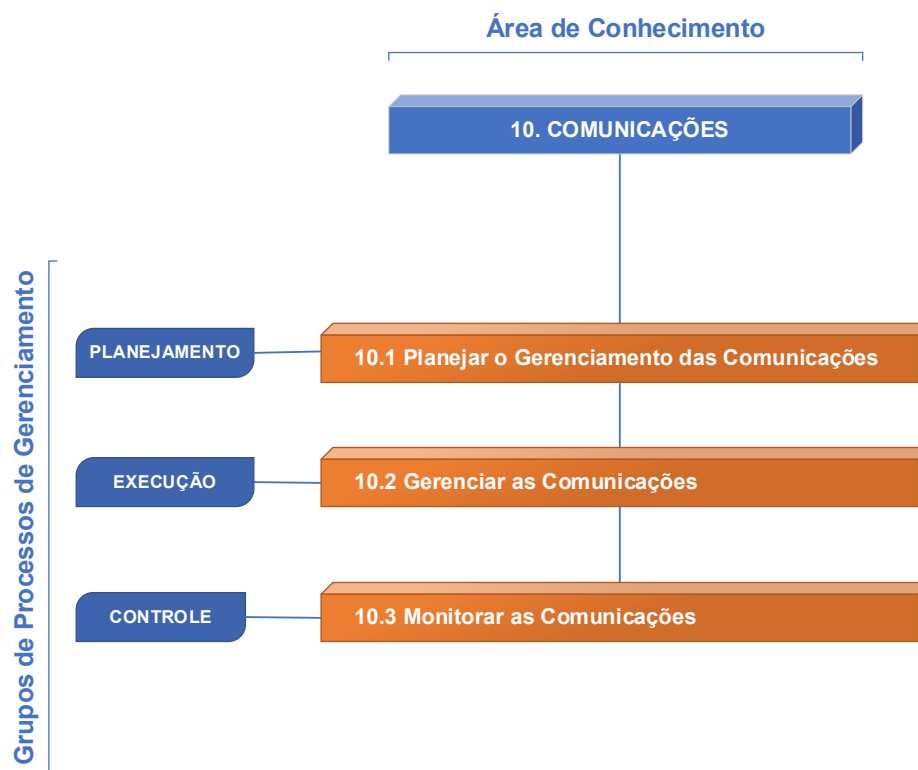 Área de Conhecimento
10. COMUNICAÇÕES
Grupos de Processos de Gerenciamento
PLANEJAMENTO
10.1 Planejar o Gerenciamento das Comunicações
EXECUÇÃO
10.2 Gerenciar as Comunicações
CONTROLE
10.3 Monitorar as Comunicações